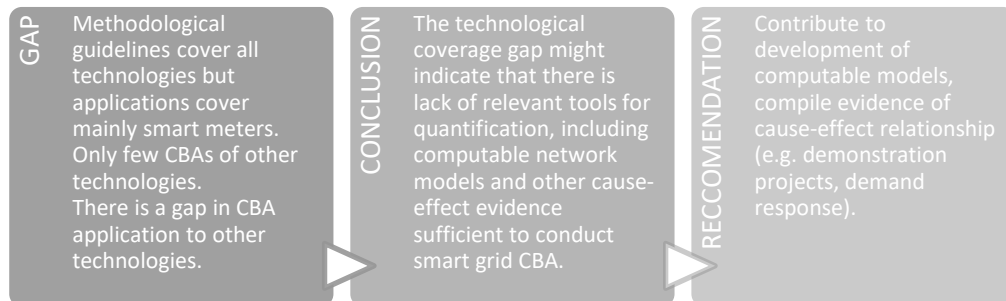 GAP
Methodological
guidelines cover all
technologies but
applications cover
mainly smart meters.
Only few CBAs of other
technologies.
There is a gap in CBA
application to other
technologies.
CONCLUSION
The technological
coverage gap might
indicate that there is
lack of relevant tools for
quantification, including
computable network
models and other cause-
effect evidence
sufficient to conduct
smart grid CBA.
RECCOMENDATION
Contribute to
development of
computable models,
compile evidence of
cause-effect relationship
(e.g. demonstration
projects, demand
response).